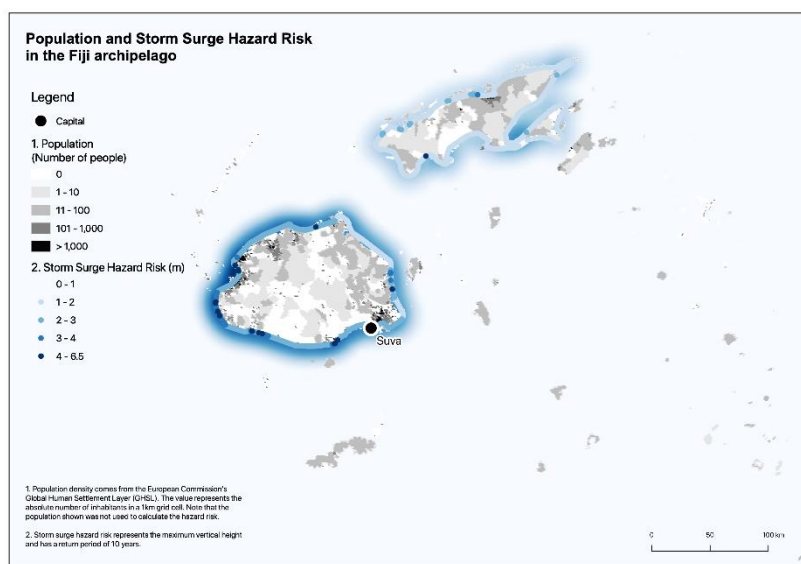 Population and Storm Surge Hazard Risk
in the Fiji archipelago
Legend
Capital
1. Population
(Number of people)
0
1 - 10
11 - 100
101 - 1,000
> 1,000
2. Storm Surge Hazard Risk (m)
0 - 1
1 - 2
2 - 3
3 - 4
4 - 6.5
Suva
1. Population density comes from the European Commission's
Global Human Settlement Layer (GHSL). The value represents the
absolute number of inhabitants in a 1km grid cell. Note that the
population shown was not used to calculate the hazard risk.
2. Storm surge hazard risk represents the maximum vertical height
and has a return period of 10 years.
0 50 100 km